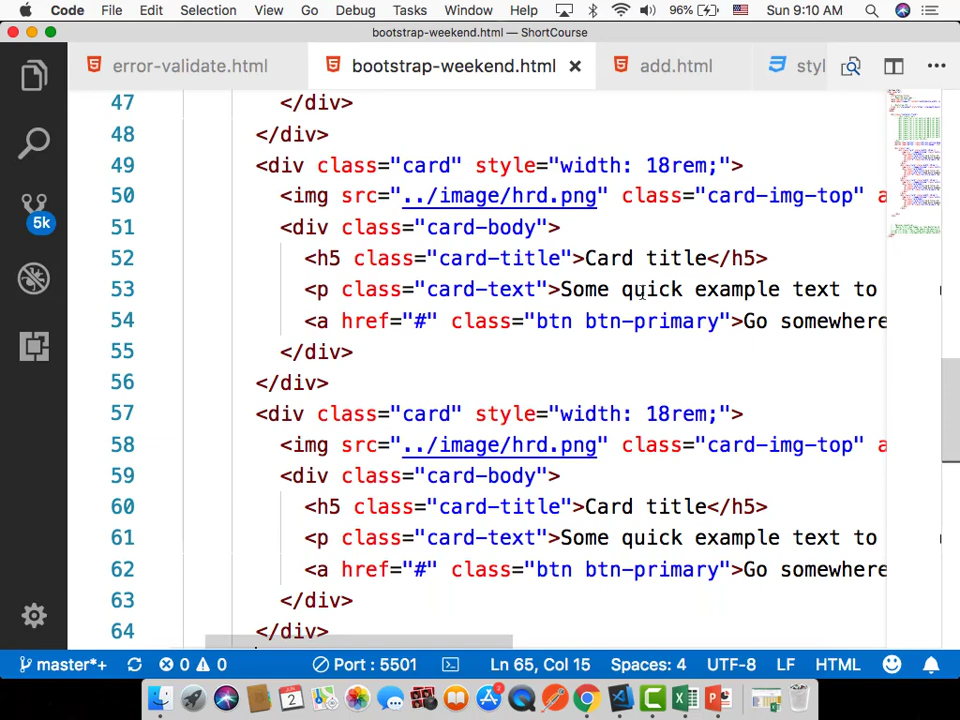 Code File Edit Selection View Go Debug Tasks Window Help 96% Sun 9:10 AM
bootstrap-weekend.html — ShortCourse
error-validate.html bootstrap-weekend.html add.html styl
47 </div>
48 </div>
49 <div class="card" style="width: 18rem;">
50 <img src="../image/hrd.png" class="card-img-top" a
51 <div class="card-body">
52 <h5 class="card-title">Card title</h5>
53 <p class="card-text">Some quick example text to
54 <a href="#" class="btn btn-primary">Go somewhere
55 </div>
56 </div>
57 <div class="card" style="width: 18rem;">
58 <img src="../image/hrd.png" class="card-img-top" a
59 <div class="card-body">
60 <h5 class="card-title">Card title</h5>
61 <p class="card-text">Some quick example text to
62 <a href="#" class="btn btn-primary">Go somewhere
63 </div>
64 </div>
5k
master*+ 0 0 Port : 5501 Ln 65, Col 15 Spaces: 4 UTF-8 LF HTML
2